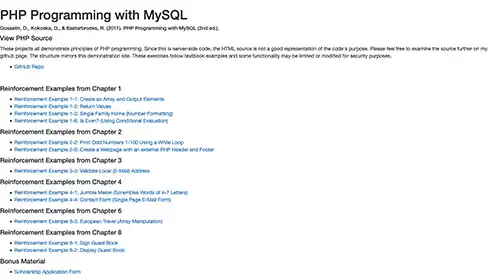 PHP Programming with MySQL
Gosselin, D., Kokoska, D., & Easterbrooks, R. (2011). PHP Programming with MySQL (2nd ed.).
View PHP Source
These projects all demonstrate principles of PHP programming. Since this is server-side code, the HTML source is not a good representation of the code's purpose. Please feel free to examine the source further on my
github page. The structure mirrors this demonstration site. These exercises follow textbook examples and some functionality may be limited or modified for security purposes.
GitHub Repo
Reinforcement Examples from Chapter 1
Reinforcement Example 1-1: Create an Array and Output Elements
Reinforcement Example 1-2: Return Values
Reinforcement Example 1-3: Single Family Home (Number Formatting)
Reinforcement Example 1-5: Is Even? (Using Conditional Evaluation)
Reinforcement Examples from Chapter 2
Reinforcement Example 2-2: Print Odd Numbers 1-100 Using a While Loop
Reinforcement Example 2-5: Create a Webpage with an external PHP Header and Footer
Reinforcement Examples from Chapter 3
Reinforcement Example 3-3: Validate Local (E-Mail) Address
Reinforcement Examples from Chapter 4
Reinforcement Example 4-1: Jumble Maker (Scrambles Words of 4-7 Letters)
Reinforcement Example 4-4: Contact Form (Single Page E-Mail Form)
Reinforcement Examples from Chapter 6
Reinforcement Example 6-3: European Travel (Array Manipulation)
Reinforcement Examples from Chapter 8
Reinforcement Example 8-1: Sign Guest Book
Reinforcement Example 8-2: Display Guest Book
Bonus Material
Scholarship Application Form